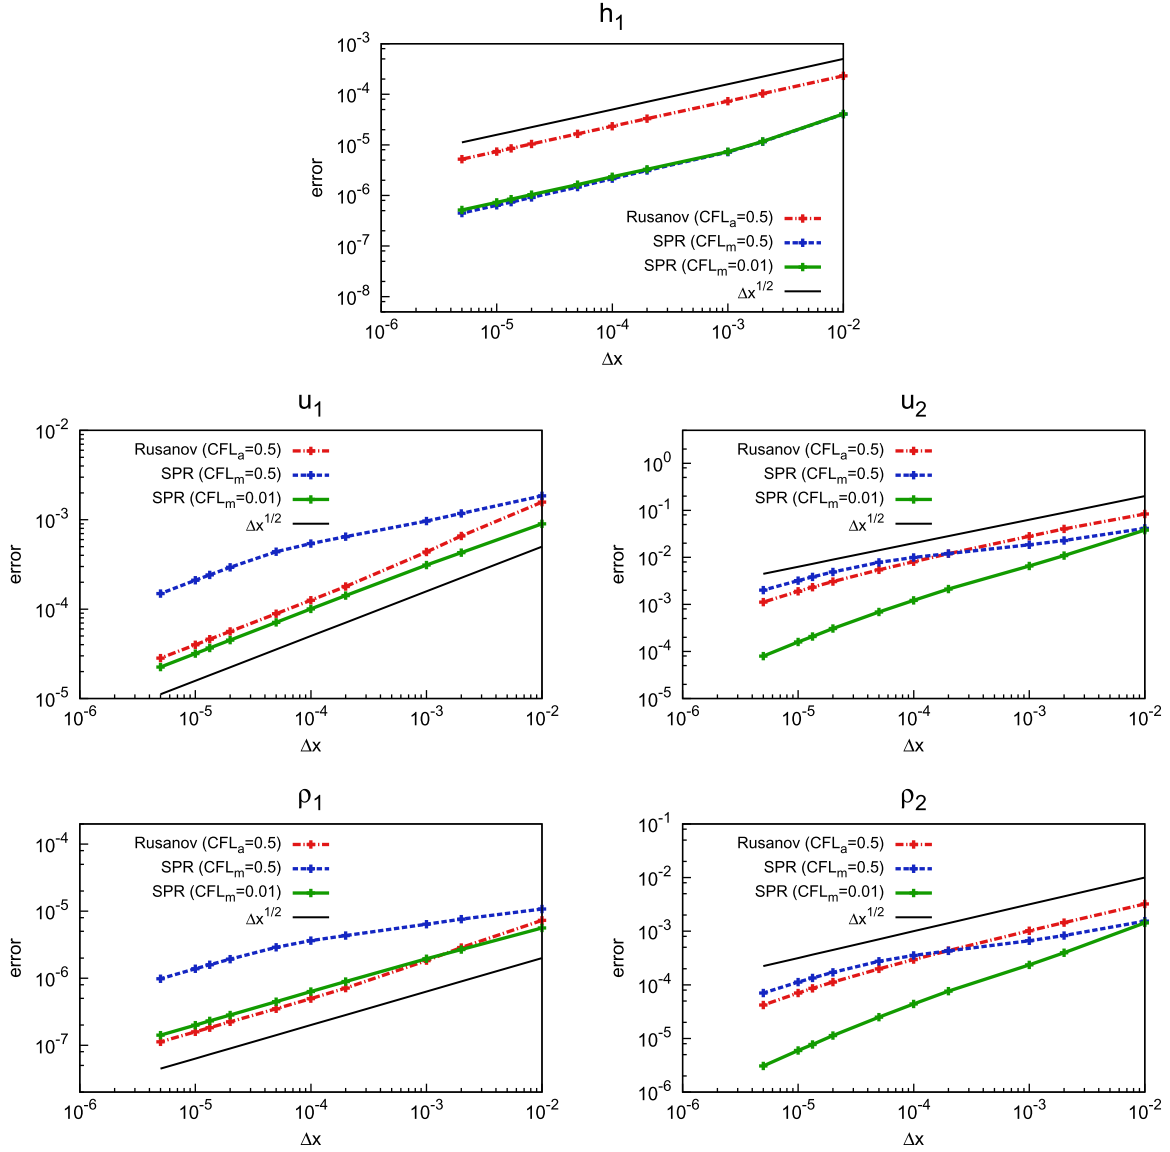 h1
10-3
10-4
10-5
10-6
10-7
10-8
error
Rusanov (CFLa=0.5)
SPR (CFLm=0.5)
SPR (CFLm=0.01)
Δx1/2
10-6 10-5 10-4 10-3 10-2
Δx
u1
10-2
10-3
10-4
10-5
error
Rusanov (CFLa=0.5)
SPR (CFLm=0.5)
SPR (CFLm=0.01)
Δx1/2
10-6 10-5 10-4 10-3 10-2
Δx
u2
100
10-1
10-2
10-3
10-4
10-5
error
Rusanov (CFLa=0.5)
SPR (CFLm=0.5)
SPR (CFLm=0.01)
Δx1/2
10-6 10-5 10-4 10-3 10-2
Δx
ρ1
10-4
10-5
10-6
10-7
error
Rusanov (CFLa=0.5)
SPR (CFLm=0.5)
SPR (CFLm=0.01)
Δx1/2
10-6 10-5 10-4 10-3 10-2
Δx
ρ2
10-1
10-2
10-3
10-4
10-5
10-6
error
Rusanov (CFLa=0.5)
SPR (CFLm=0.5)
SPR (CFLm=0.01)
Δx1/2
10-6 10-5 10-4 10-3 10-2
Δx